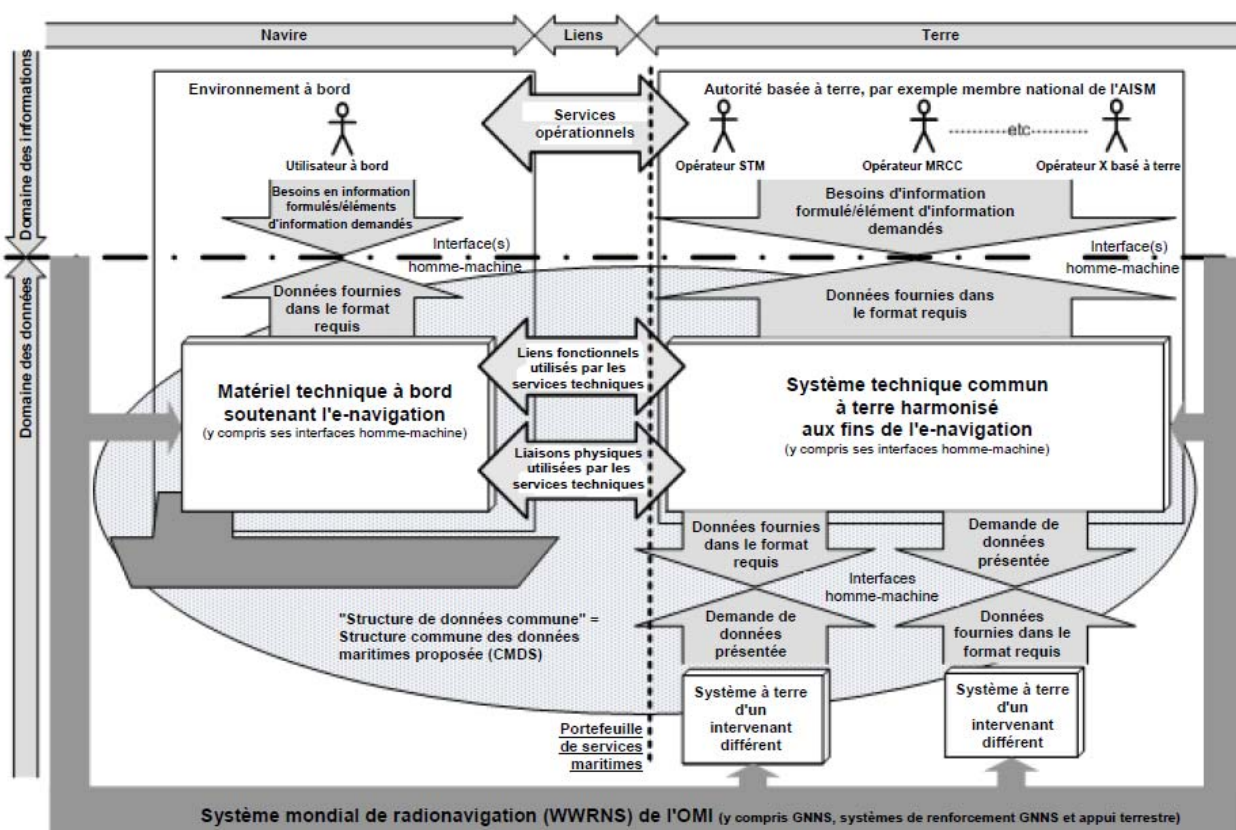 Navire
Liens
Terre
Domaine des informations
Domaine des données
Environnement à bord
Utilisateur à bord
Services
opérationnels
Autorité basée à terre, par exemple membre national de l'AISM
etc
Opérateur STM
Opérateur MRCC
Opérateur X basé à terre
Besoins en information
formulés/éléments
d'information demandés
Besoins d'information
formulé/élément d'information
demandés
Interface(s)
homme-machine
Interface(s)
homme-machine
Données fournies
dans le format
requis
Données fournies dans
le format requis
Matériel technique à bord
soutenant l'e-navigation
(y compris ses interfaces homme-machine)
Liens fonctionnels
utilisés par les
services techniques
Liaisons physiques
utilisées par les
services techniques
Système technique commun
à terre harmonisé
aux fins de l'e-navigation
(y compris ses interfaces homme-machine)
Données fournies
dans le format
requis
Demande de
données
présentée
Interfaces
homme-machine
Demande de
données
présentée
Données
fournies dans le
format requis
"Structure de données commune" =
Structure commune des données
maritimes proposée (CMDS)
Portefeuille
de services
maritimes
Système à terre
d'un
intervenant
différent
Système à terre
d'un
intervenant
différent
Système mondial de radionavigation (WWRNS) de l'OMI (y compris GNNS, systèmes de renforcement GNNS et appui terrestre)